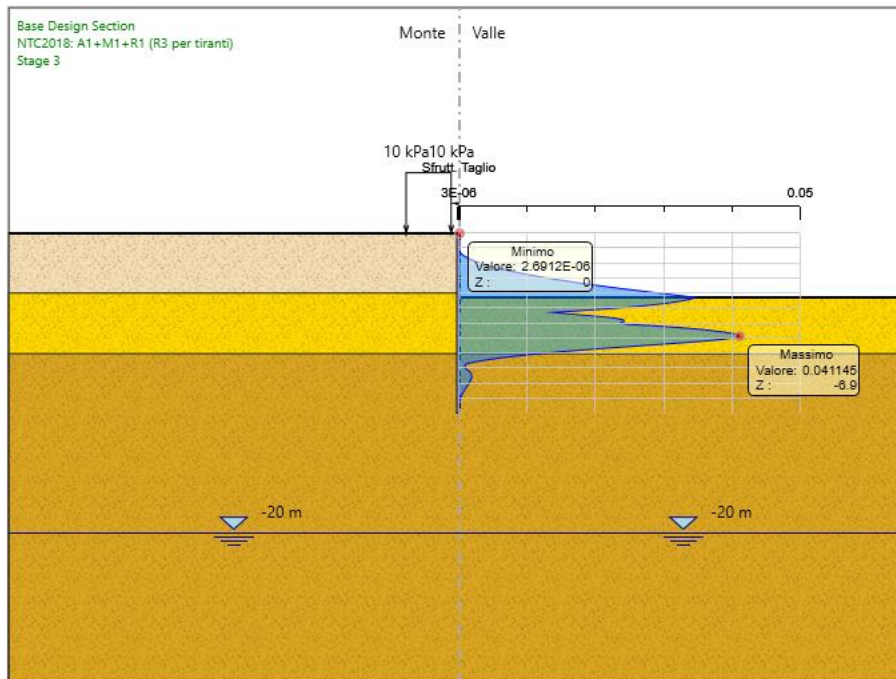 Base Design Section
NTC2018: A1+M1+R1 (R3 per tiranti)
Stage 3
Monte
Valle
10 kPa10 kPa
Sfrutt. Taglio
3E-06
0.05
Minimo
Valore: 2.6912E-06
Z : 0
Massimo
Valore: 0.041145
Z : -6.9
-20 m
-20 m